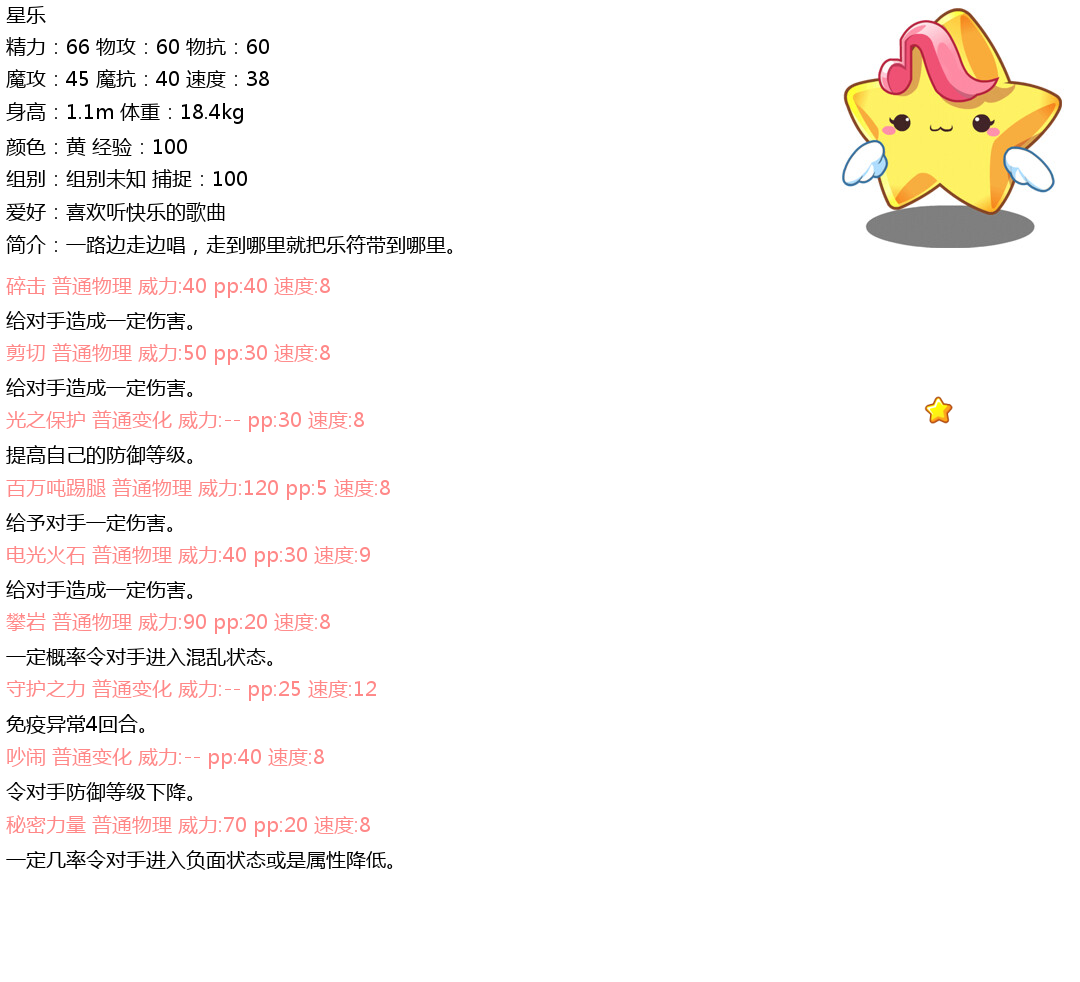 星乐
精力：66 物攻：60 物抗：60
魔攻：45 魔抗：40 速度：38
身高：1.1m 体重：18.4kg
颜色：黄 经验：100
组别：组别未知 捕捉：100
爱好：喜欢听快乐的歌曲
简介：一路边走边唱，走到哪里就把乐符带到哪里。
碎击 普通物理 威力:40 pp:40 速度:8
给对手造成一定伤害。
剪切 普通物理 威力:50 pp:30 速度:8
给对手造成一定伤害。
光之保护 普通变化 威力:-- pp:30 速度:8
提高自己的防御等级。
百万吨踢腿 普通物理 威力:120 pp:5 速度:8
给予对手一定伤害。
电光火石 普通物理 威力:40 pp:30 速度:9
给对手造成一定伤害。
攀岩 普通物理 威力:90 pp:20 速度:8
一定概率令对手进入混乱状态。
守护之力 普通变化 威力:-- pp:25 速度:12
免疫异常4回合。
吵闹 普通变化 威力:-- pp:40 速度:8
令对手防御等级下降。
秘密力量 普通物理 威力:70 pp:20 速度:8
一定几率令对手进入负面状态或是属性降低。